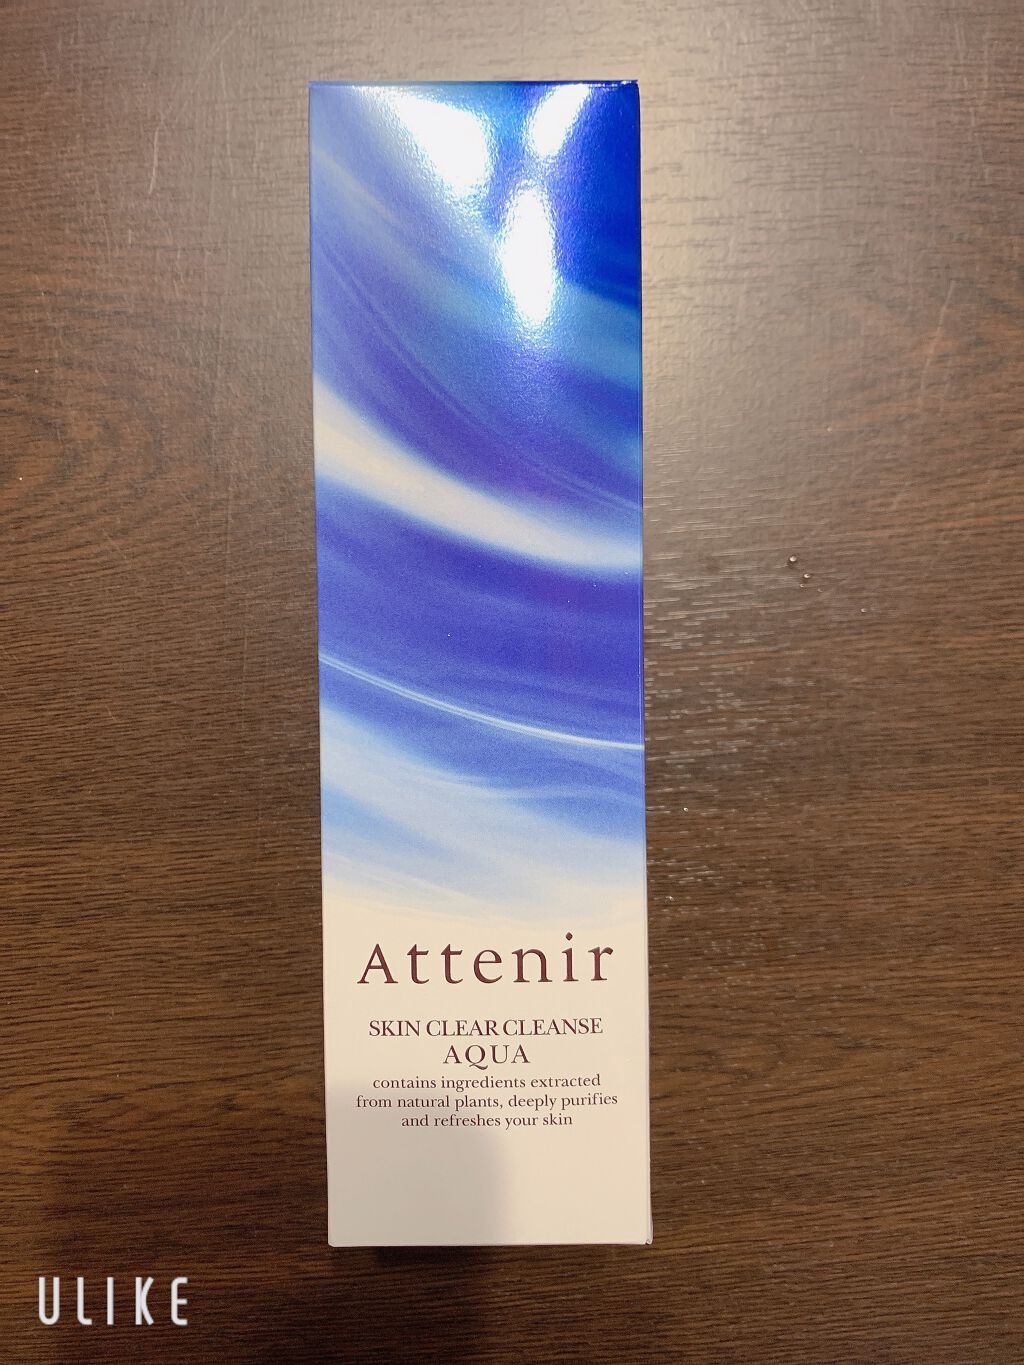 Attenir
SKIN CLEAR CLEANSE
AQUA
contains ingredients extracted
from natural plants, deeply purifies
and refreshes your skin
ULIKE